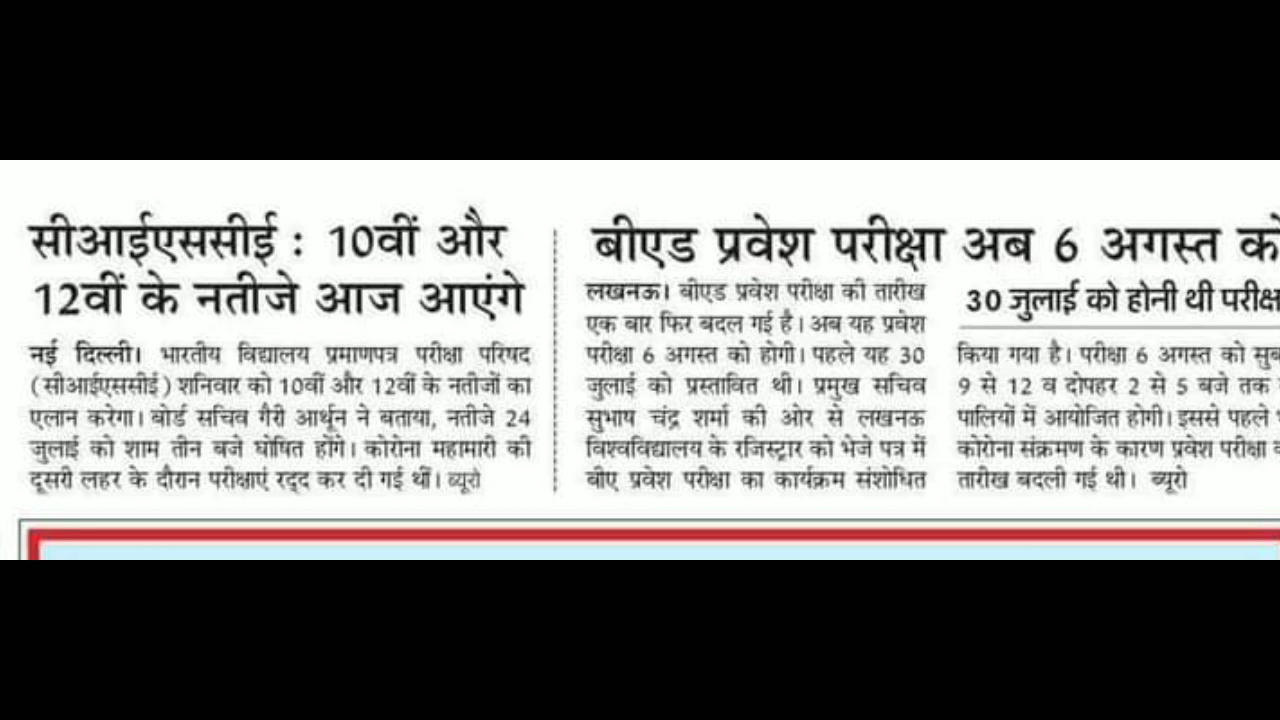 सीआईएससीई : 10वीं और
12वीं के नतीजे आज आएंगे
नई दिल्ली। भारतीय विद्यालय प्रमाणपत्र परीक्षा परिषद
(सीआईएससीई) शनिवार को 10वीं और 12वीं के नतीजों का
एलान करेगा। बोर्ड सचिव गैरी आर्थून ने बताया, नतीजे 24
जुलाई को शाम तीन बजे घोषित होंगे। कोरोना महामारी की
दूसरी लहर के दौरान परीक्षाएं रद्द कर दी गई थीं। ब्यूरो
बीएड प्रवेश परीक्षा अब 6 अगस्त को
लखनऊ। बीएड प्रवेश परीक्षा की तारीख
एक बार फिर बदल गई है। अब यह प्रवेश
परीक्षा 6 अगस्त को होगी। पहले यह 30
जुलाई को प्रस्तावित थी। प्रमुख सचिव
सुभाष चंद्र शर्मा की ओर से लखनऊ
विश्वविद्यालय के रजिस्ट्रार को भेजे पत्र में
बीए प्रवेश परीक्षा का कार्यक्रम संशोधित
30 जुलाई को होनी थी परीक्षा
किया गया है। परीक्षा 6 अगस्त को
9 से 12 व दोपहर 2 से 5 बजे तक
पालियों में आयोजित होगी। इससे पहले
कोरोना संक्रमण के कारण प्रवेश परीक्षा
तारीख बदली गई थी। ब्यूरो